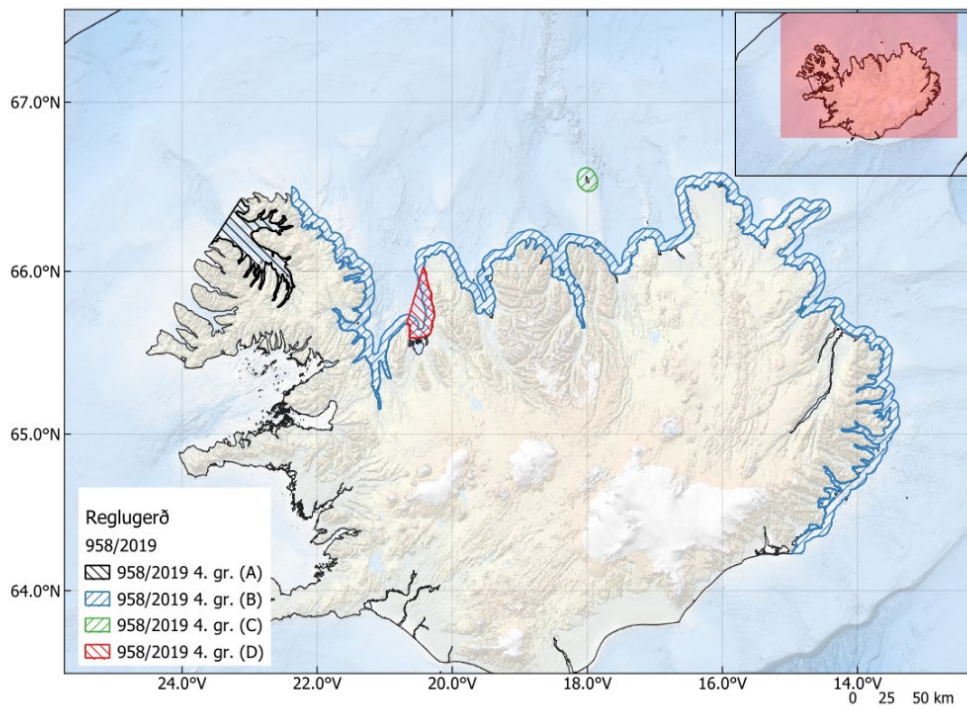 67.0°N
66.0°N
65.0°N
64.0°N
Reglugerð
958/2019
958/2019 4. gr. (A)
958/2019 4. gr. (B)
958/2019 4. gr. (C)
958/2019 4. gr. (D)
24.0°V 22.0°V 20.0°V 18.0°V 16.0°V 14.0°V
0 25 50 km